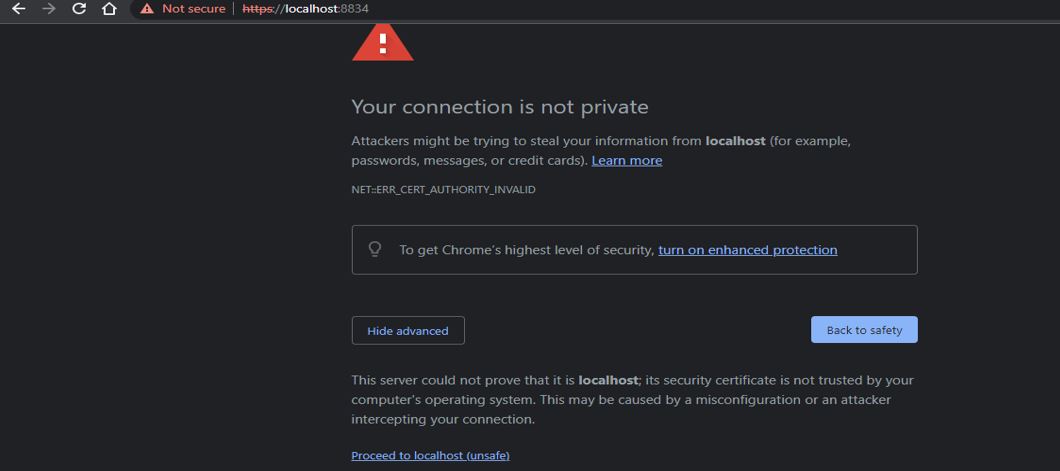 Not secure | https://localhost:8834
Your connection is not private
Attackers might be trying to steal your information from localhost (for example,
passwords, messages, or credit cards). Learn more
NET::ERR_CERT_AUTHORITY_INVALID
To get Chrome's highest level of security, turn on enhanced protection
Hide advanced
Back to safety
This server could not prove that it is localhost; its security certificate is not trusted by your
computer's operating system. This may be caused by a misconfiguration or an attacker
intercepting your connection.
Proceed to localhost (unsafe)